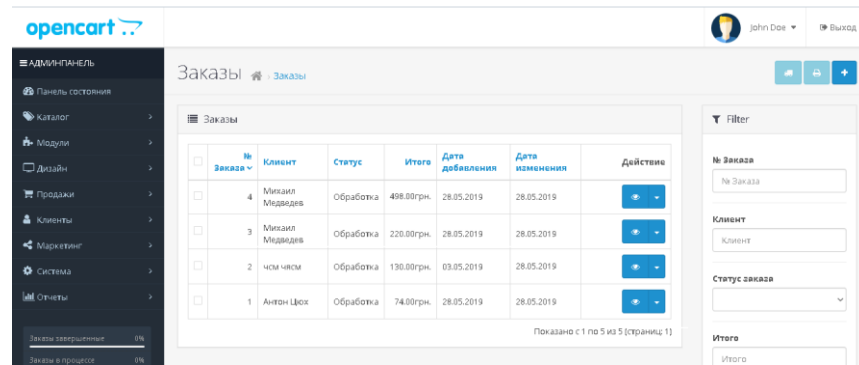 opencart
John Doe
Выход
АДМИНПАНЕЛЬ
Панель состояния
Каталог
Модули
Дизайн
Продажи
Клиенты
Маркетинг
Система
Отчеты
Заказы завершенные 0%
Заказы в процессе 0%
Заказы > Заказы
Заказы
№ Заказа Клиент Статус Итого Дата добавления Дата изменения Действие
4 Михаил Медведев Обработка 498.00грн. 28.05.2019 28.05.2019
3 Михаил Медведев Обработка 220.00грн. 28.05.2019 28.05.2019
2 чсм чясм Обработка 130.00грн. 03.05.2019 28.05.2019
1 Антон Цюх Обработка 74.00грн. 28.05.2019 28.05.2019
Показано с 1 по 5 из 5 (страниц: 1)
Filter
№ Заказа
№ Заказа
Клиент
Клиент
Статус заказа
Итого
Итого